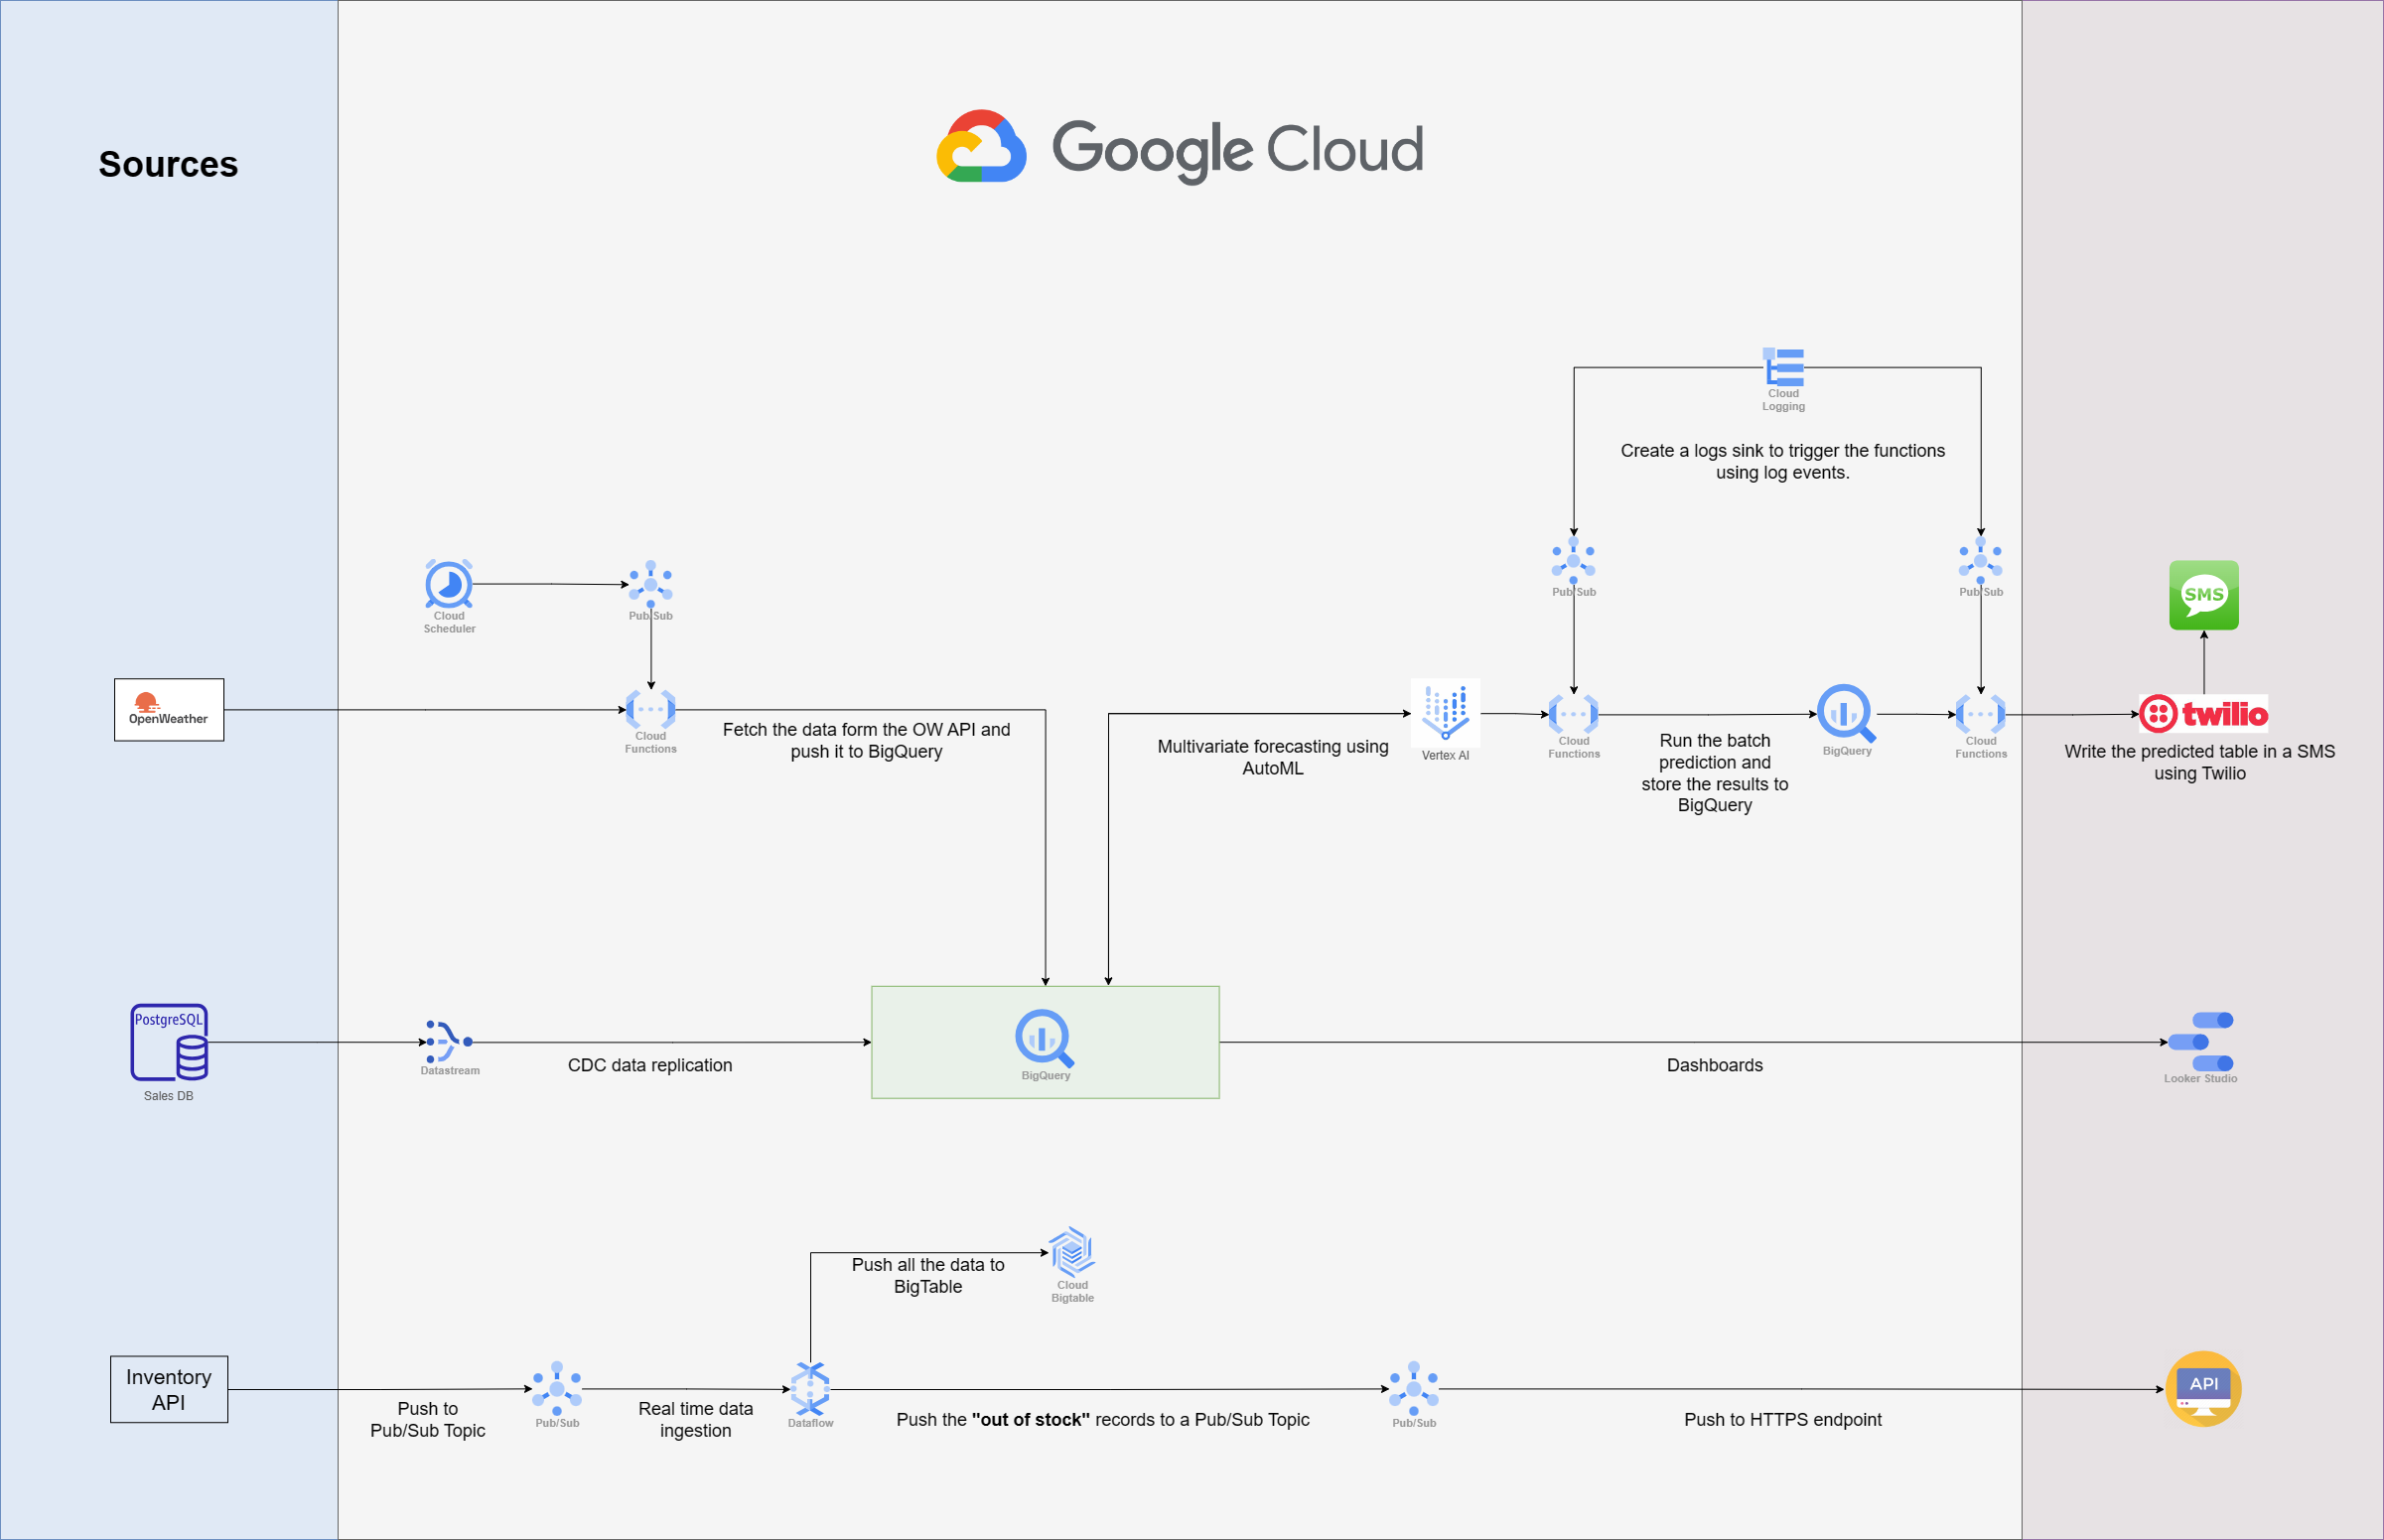 Sources
Google Cloud
Cloud
Logging
Create a logs sink to trigger the functions
using log events.
Cloud
Scheduler
Pub/Sub
Pub/Sub
Pub/Sub
SMS
OpenWeather
Cloud
Functions
Fetch the data form the OW API and
push it to BigQuery
Multivariate forecasting using
AutoML
Vertex AI
Cloud
Functions
Run the batch
prediction and
store the results to
BigQuery
BigQuery
Cloud
Functions
twilio
Write the predicted table in a SMS
using Twilio
PostgreSQL
Sales DB
Datastream
CDC data replication
BigQuery
Dashboards
Looker Studio
Push all the data to
BigTable
Cloud
Bigtable
Inventory
API
Push to
Pub/Sub Topic
Pub/Sub
Real time data
ingestion
Dataflow
Push the "out of stock" records to a Pub/Sub Topic
Pub/Sub
Push to HTTPS endpoint
API